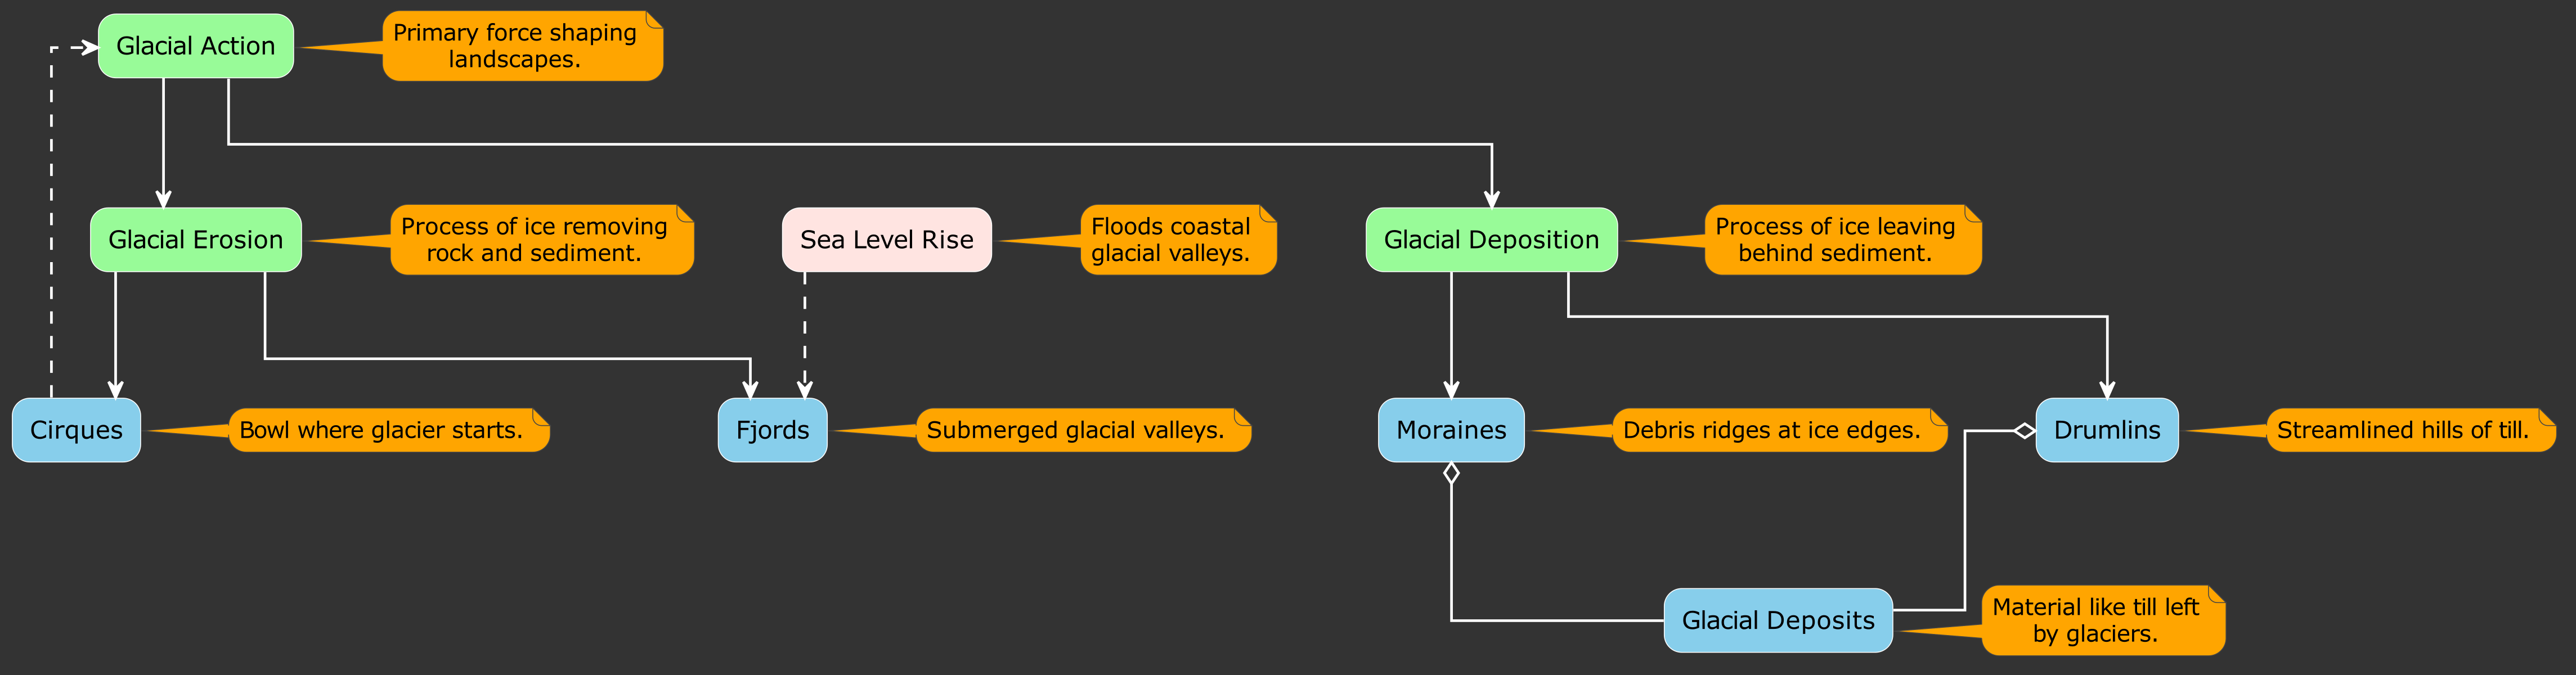 Glacial Action
Primary force shaping
landscapes.
Glacial Erosion
Process of ice removing
rock and sediment.
Sea Level Rise
Floods coastal
glacial valleys.
Glacial Deposition
Process of ice leaving
behind sediment.
Cirques
Bowl where glacier starts.
Fjords
Submerged glacial valleys.
Moraines
Debris ridges at ice edges.
Drumlins
Streamlined hills of till.
Glacial Deposits
Material like till left
by glaciers.